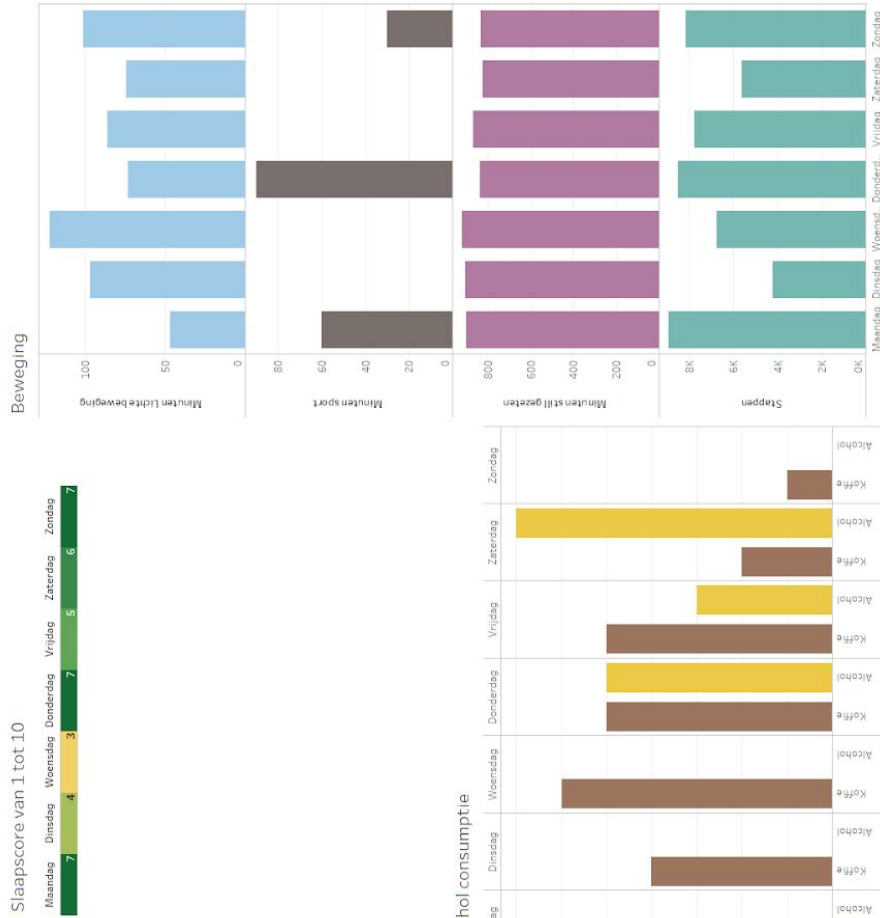 Slaapscore van 1 tot 10
Maandag Dinsdag Woensdag Donderdag Vrijdag Zaterdag Zondag
7 4 3 7 5 6 7
hol consumptie
ag Dinsdag Woensdag Donderdag Vrijdag Zaterdag Zondag
Alcohol Koffie Alcohol Koffie Alcohol Koffie Alcohol Koffie Alcohol Koffie Alcohol Koffie Alcohol
Beweging
Minuten Lichte beweging
100
50
0
Minuten sport
80
60
40
20
0
Minuten still gezeten
800
600
400
200
0
Stappen
8K
6K
4K
2K
0K
Maandag Dinsdag Woensd.. Donderd.. Vrijdag Zaterdag Zondag